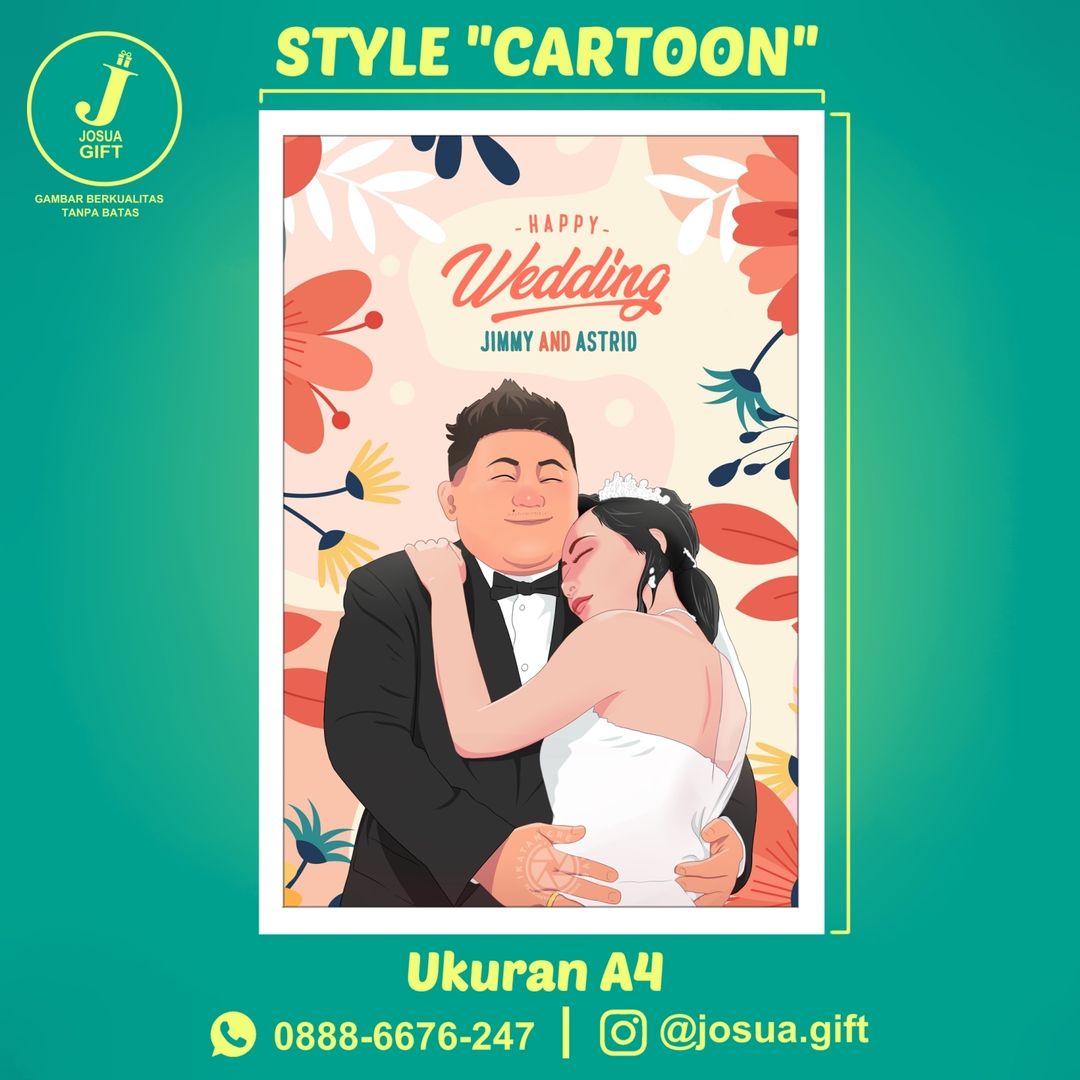 STYLE "CARTOON"
J
JOSUA
GIFT
GAMBAR BERKUALITAS
TANPA BATAS
-HAPPY-
Wedding
JIMMY AND ASTRID
Ukuran A4
0888-6676-247 | @josua.gift